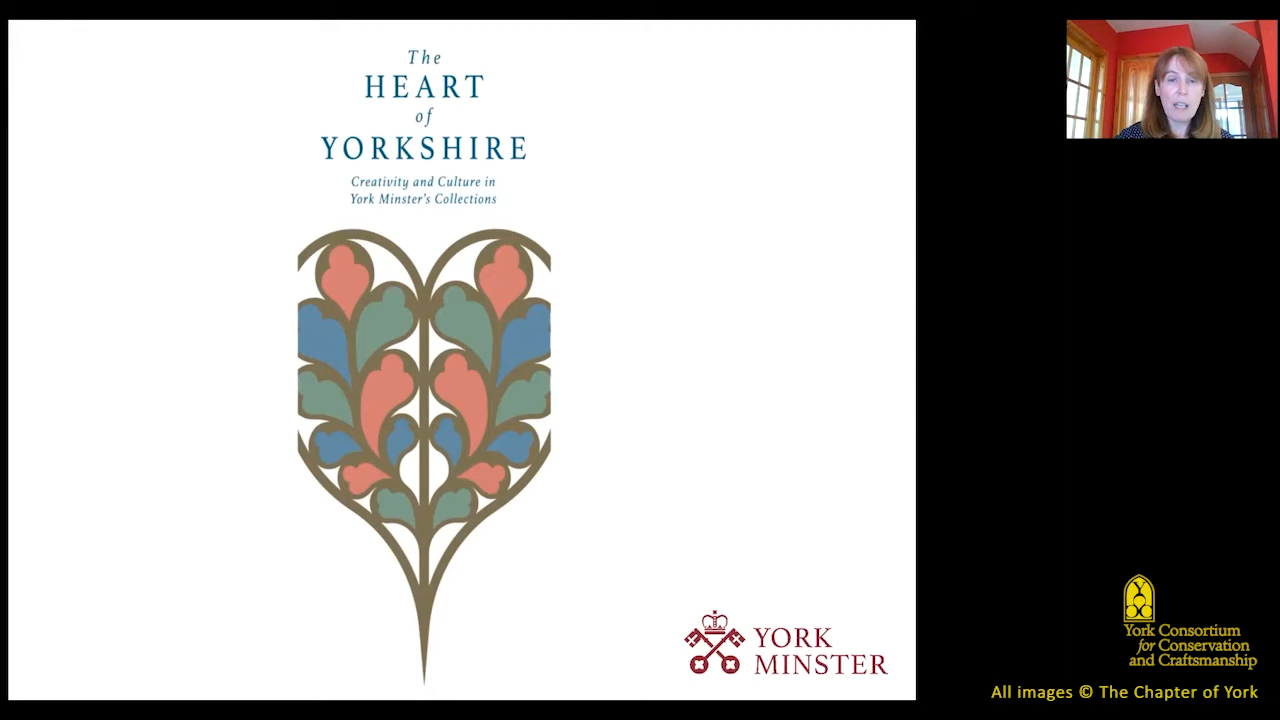 The
HEART
of
YORKSHIRE
Creativity and Culture in
York Minster's Collections
YORK
MINSTER
York Consortium
for Conservation
and Craftsmanship
All images © The Chapter of York